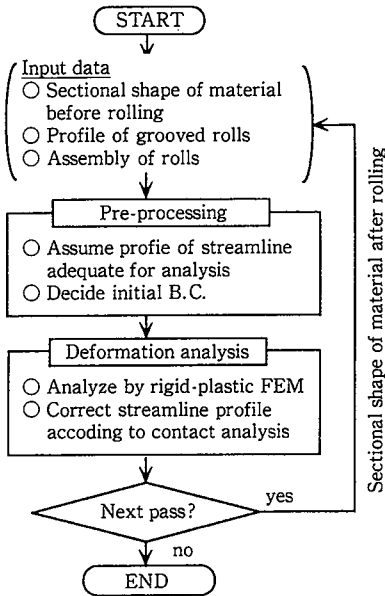 START
Input data
○ Sectional shape of material
before rolling
○ Profile of grooved rolls
○ Assembly of rolls
Pre-processing
○ Assume profie of streamline
adequate for analysis
○ Decide initial B.C.
Deformation analysis
○ Analyze by rigid-plastic FEM
○ Correct streamline profile
accoding to contact analysis
Next pass?
yes
no
END
Sectional shape of material after rolling